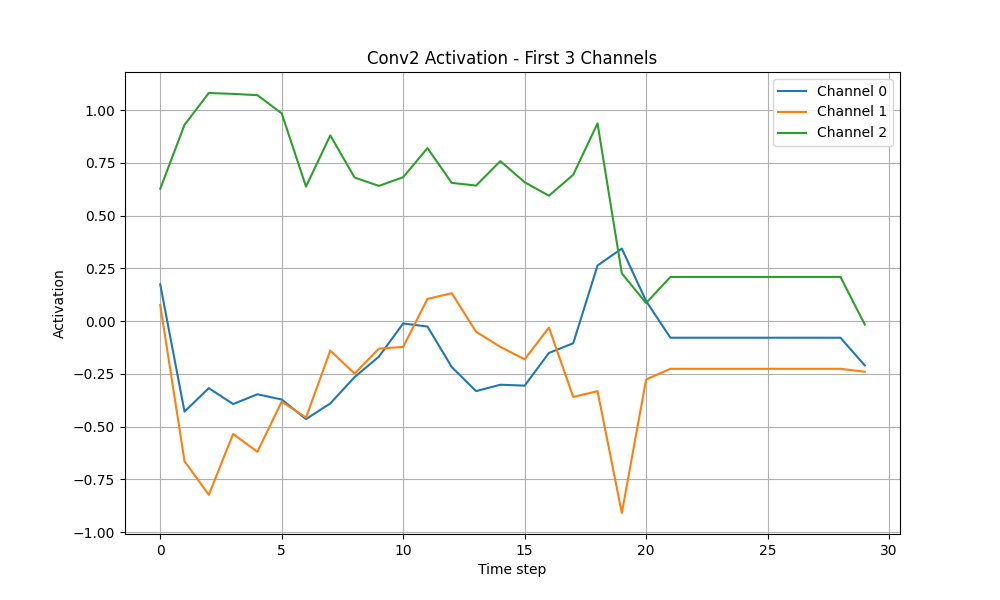 Conv2 Activation - First 3 Channels
Channel 0
Channel 1
Channel 2
1.00
0.75
0.50
0.25
0.00
−0.25
−0.50
−0.75
−1.00
Activation
0 5 10 15 20 25 30
Time step